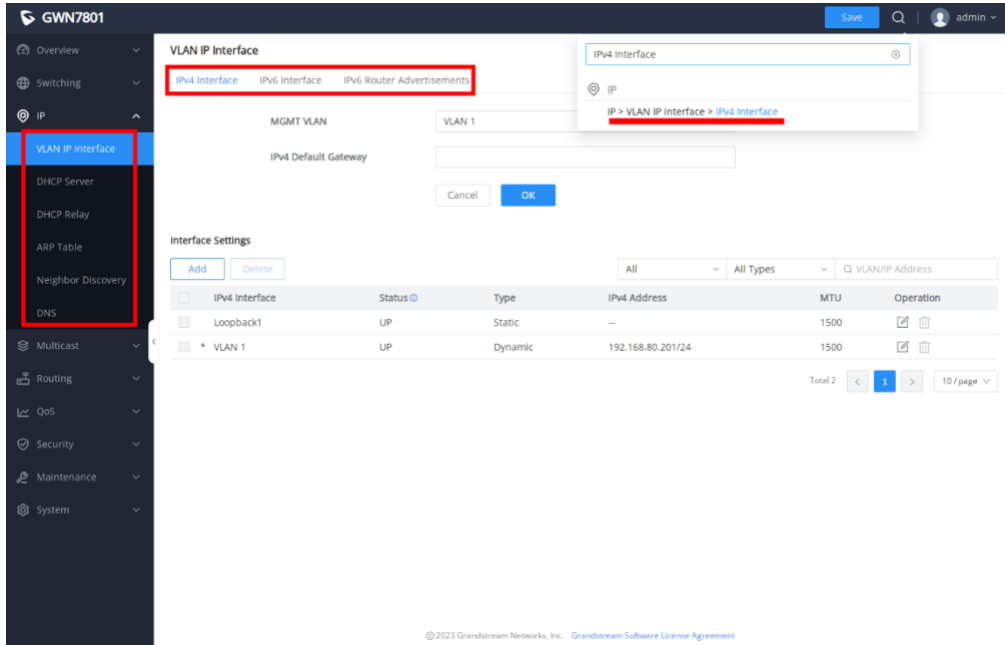 GWN7801
Save
admin
Overview
Switching
IP
VLAN IP Interface
DHCP Server
DHCP Relay
ARP Table
Neighbor Discovery
DNS
Multicast
Routing
QoS
Security
Maintenance
System
VLAN IP Interface
IPv4 Interface IPv6 Interface IPv6 Router Advertisements
IPv4 Interface
IP
IP > VLAN IP Interface > IPv4 Interface
MGMT VLAN VLAN 1
IPv4 Default Gateway
Cancel OK
Interface Settings
Add Delete All All Types VLAN/IP Address
IPv4 Interface Status Type IPv4 Address MTU Operation
Loopback1 UP Static -- 1500
* VLAN 1 UP Dynamic 192.168.80.201/24 1500
Total 2 < 1 > 10 / page
© 2023 Grandstream Networks, Inc. Grandstream Software License Agreement